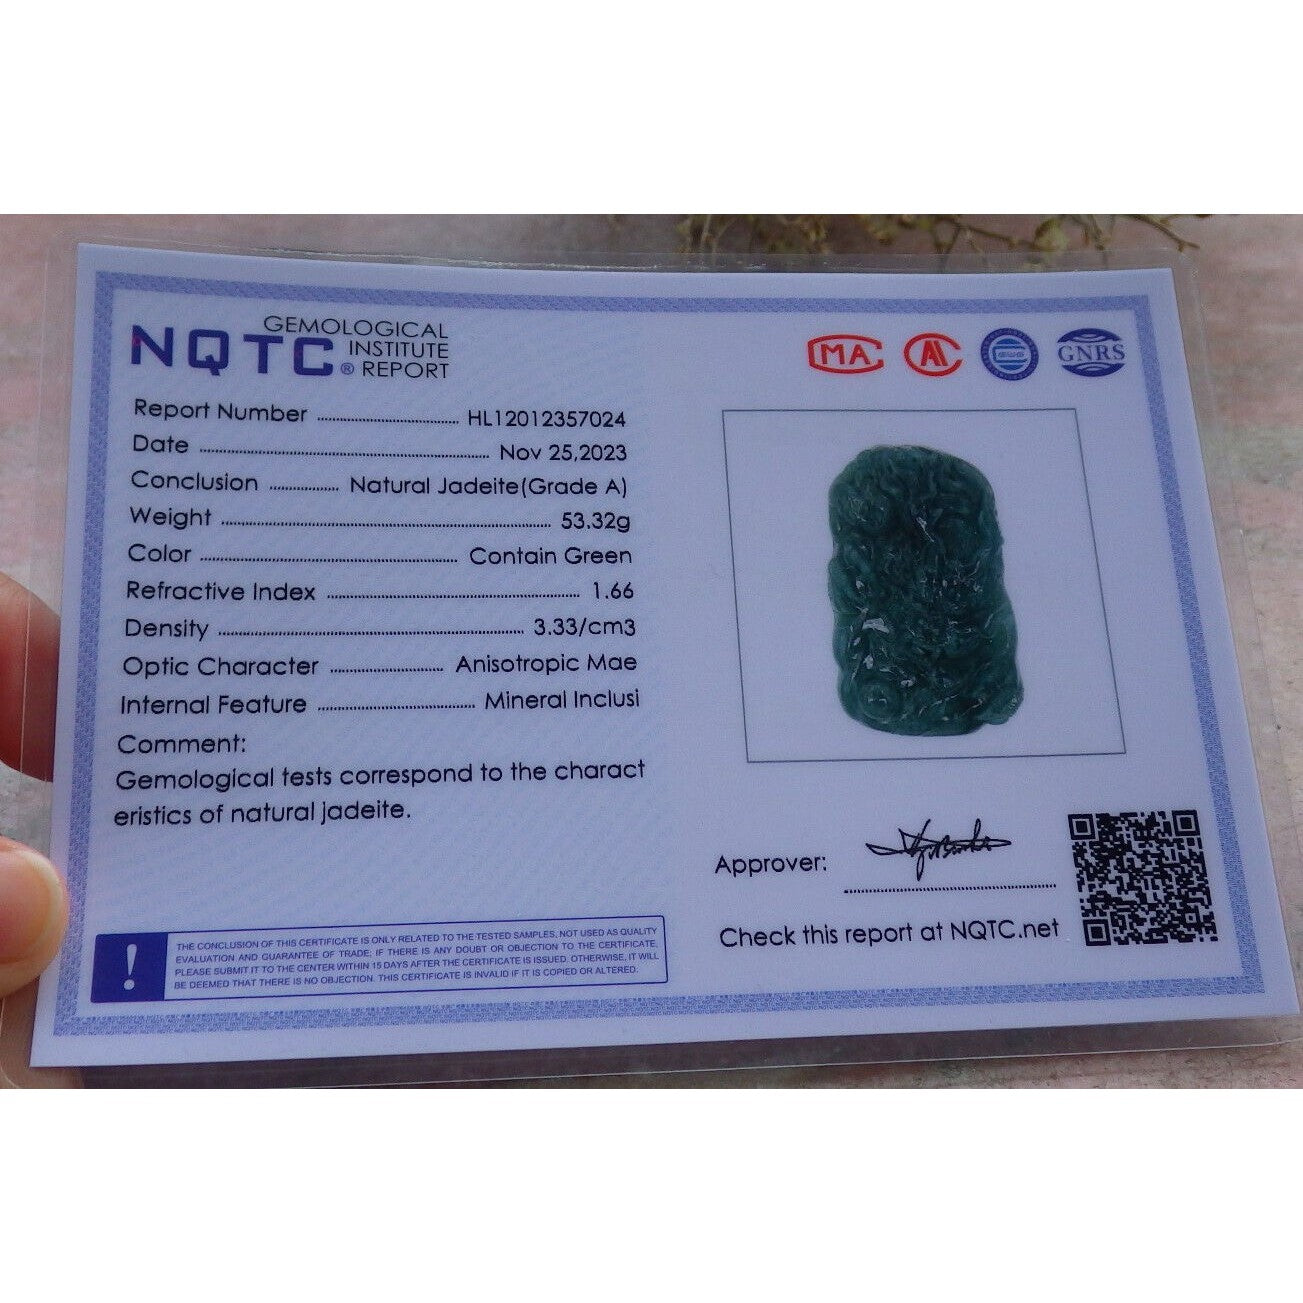 NQTC® GEMOLOGICAL INSTITUTE REPORT
MA
GNRS
Report Number HL12012357024
Date Nov 25,2023
Conclusion Natural Jadeite(Grade A)
Weight 53.32g
Color Contain Green
Refractive Index 1.66
Density 3.33/cm3
Optic Character Anisotropic Mae
Internal Feature Mineral Inclusi
Comment:
Gemological tests correspond to the charact
eristics of natural jadeite.
Approver:
Check this report at NQTC.net
!
THE CONCLUSION OF THIS CERTIFICATE IS ONLY RELATED TO THE TESTED SAMPLES, NOT USED AS QUALITY
EVALUATION AND GUARANTEE OF TRADE; IF THERE IS ANY DOUBT OR OBJECTION TO THE CERTIFICATE,
PLEASE SUBMIT IT TO THE CENTER WITHIN 15 DAYS AFTER THE CERTIFICATE IS ISSUED. OTHERWISE, IT WILL
BE DEEMED THAT THERE IS NO OBJECTION. THIS CERTIFICATE IS INVALID IF IT IS COPIED OR ALTERED.